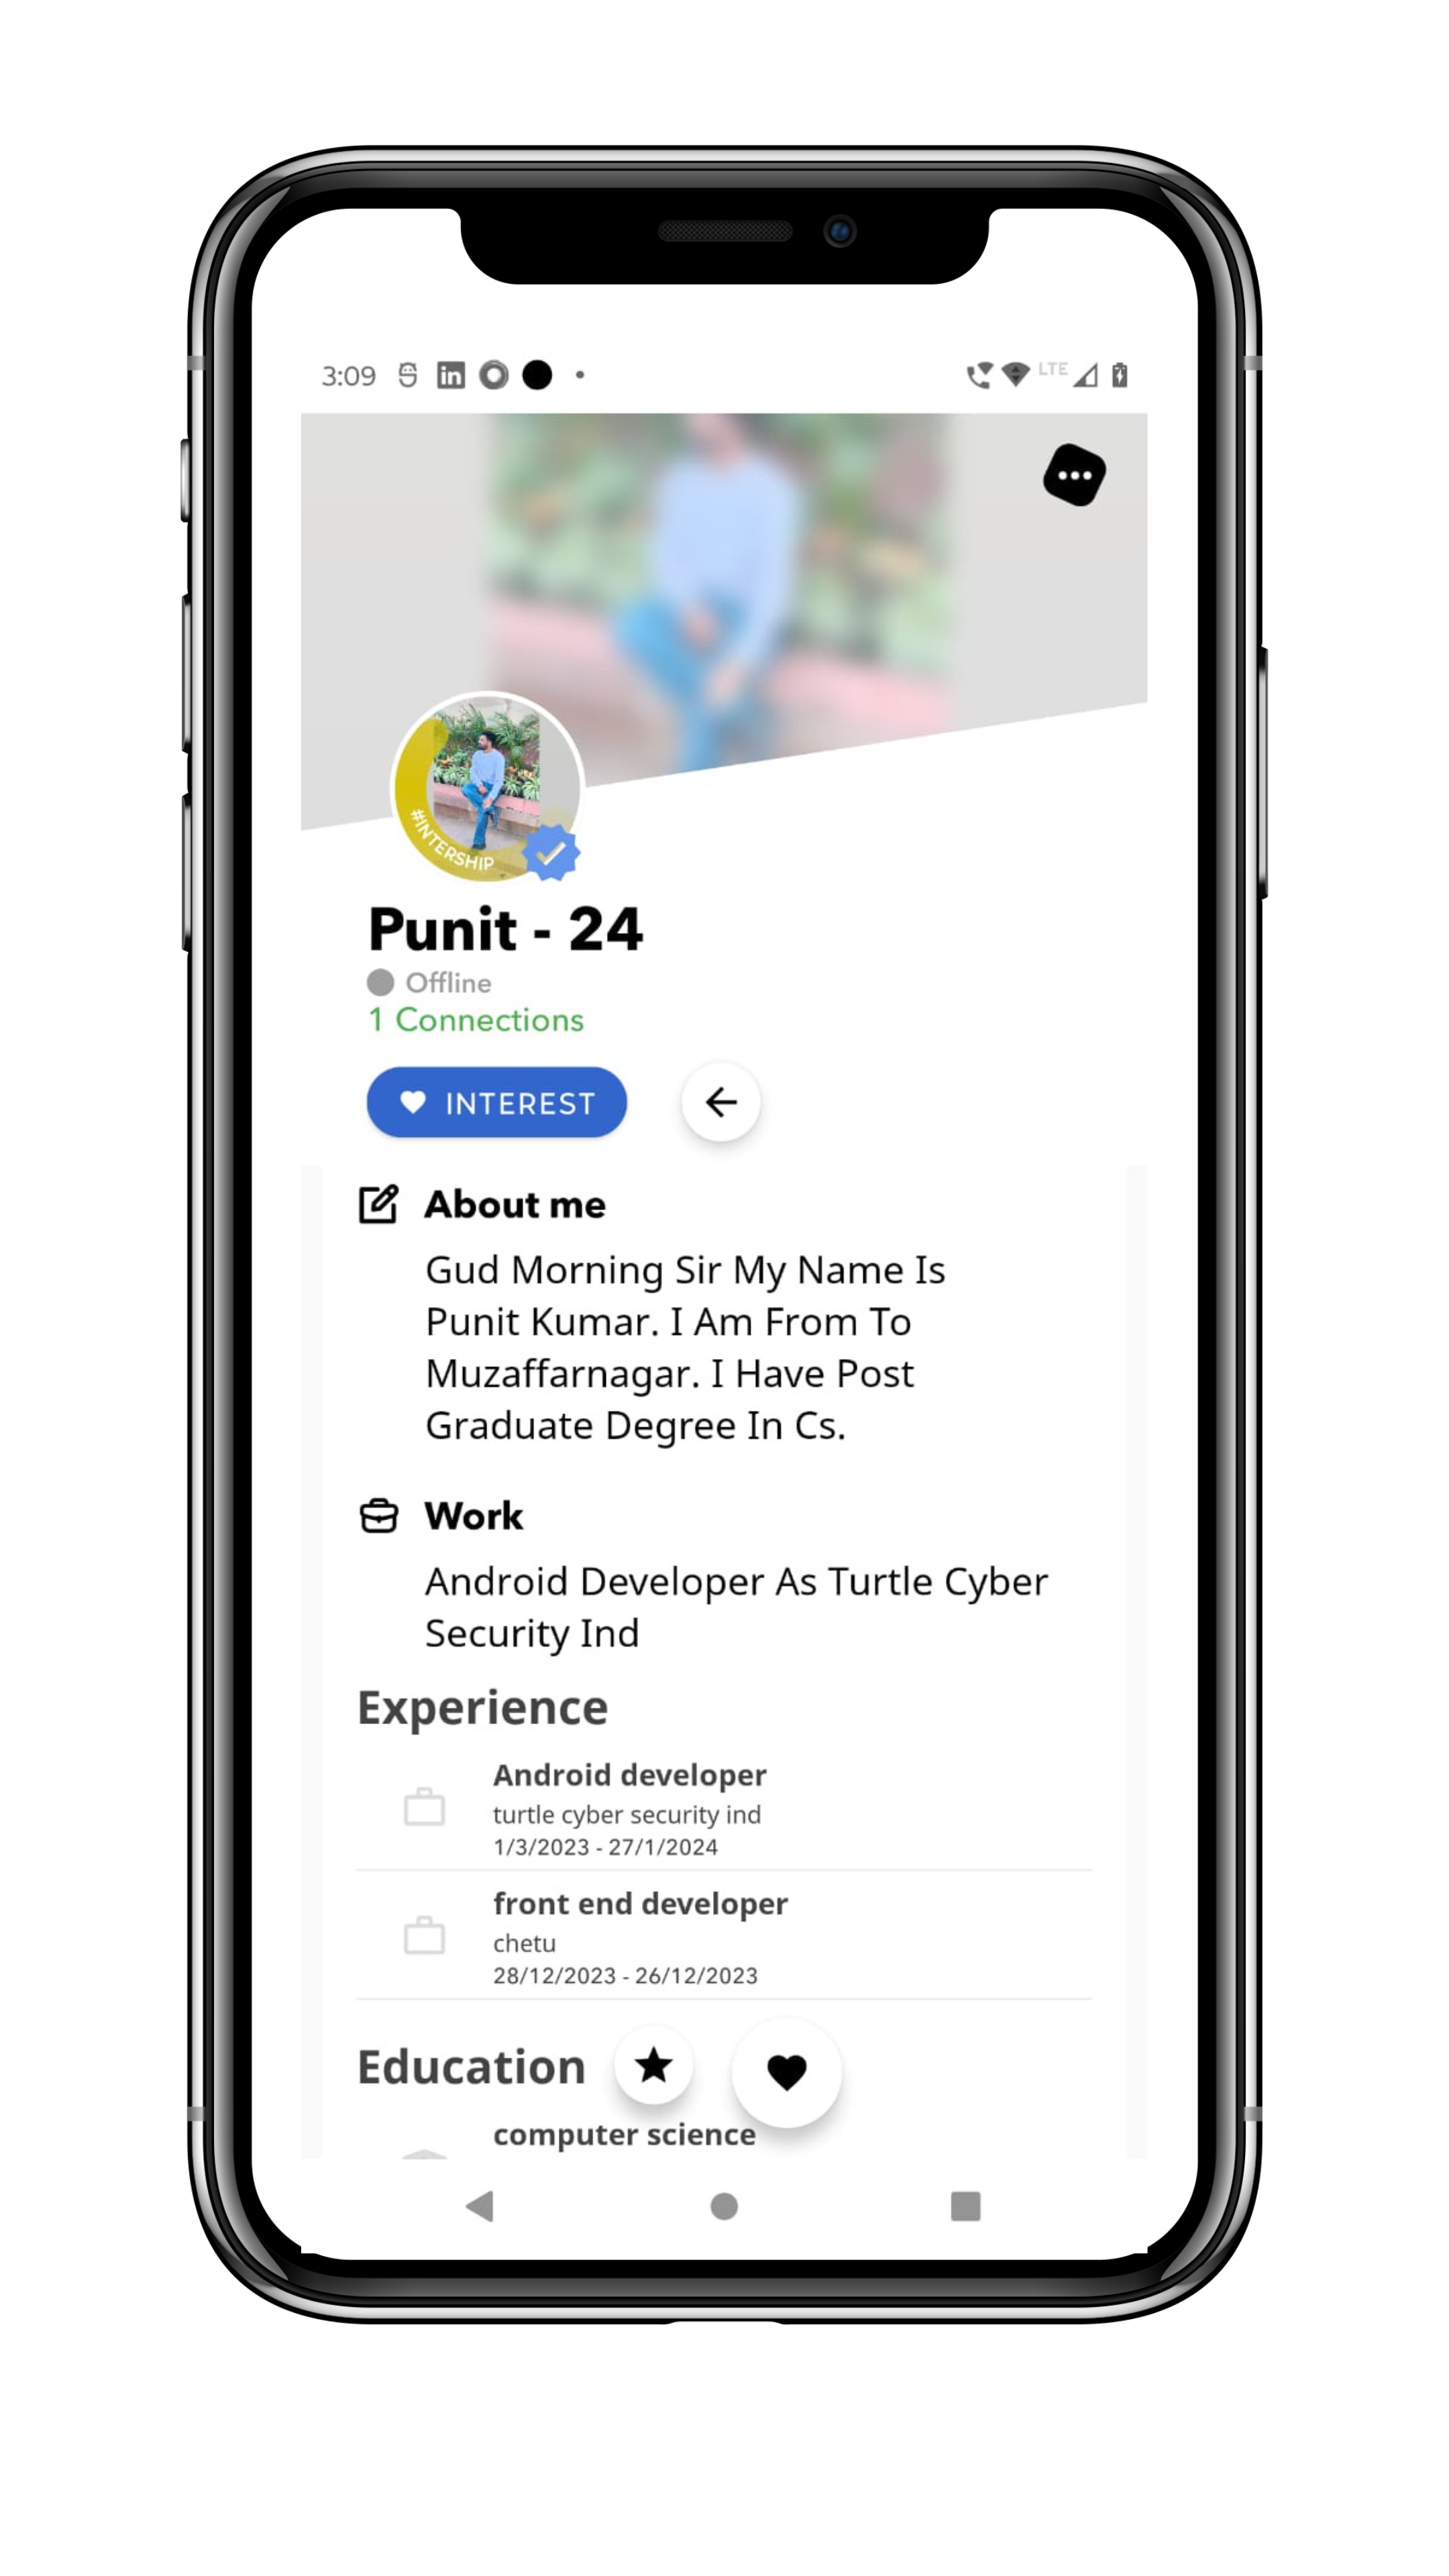 3:09
LTE
#INTERSHIP
Punit - 24
Offline
1 Connections
INTEREST
About me
Gud Morning Sir My Name Is
Punit Kumar. I Am From To
Muzaffarnagar. I Have Post
Graduate Degree In Cs.
Work
Android Developer As Turtle Cyber
Security Ind
Experience
Android developer
turtle cyber security ind
1/3/2023 - 27/1/2024
front end developer
chetu
28/12/2023 - 26/12/2023
Education
computer science